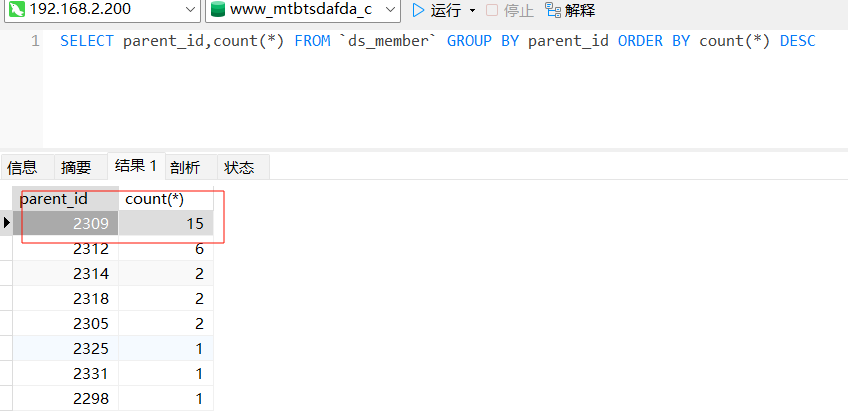 192.168.2.200 www_mtbtsdafda_c 运行 停止 解释
1 SELECT parent_id,count(*) FROM `ds_member` GROUP BY parent_id ORDER BY count(*) DESC
信息 摘要 结果 1 剖析 状态
parent_id count(*)
2309 15
2312 6
2314 2
2318 2
2305 2
2325 1
2331 1
2298 1